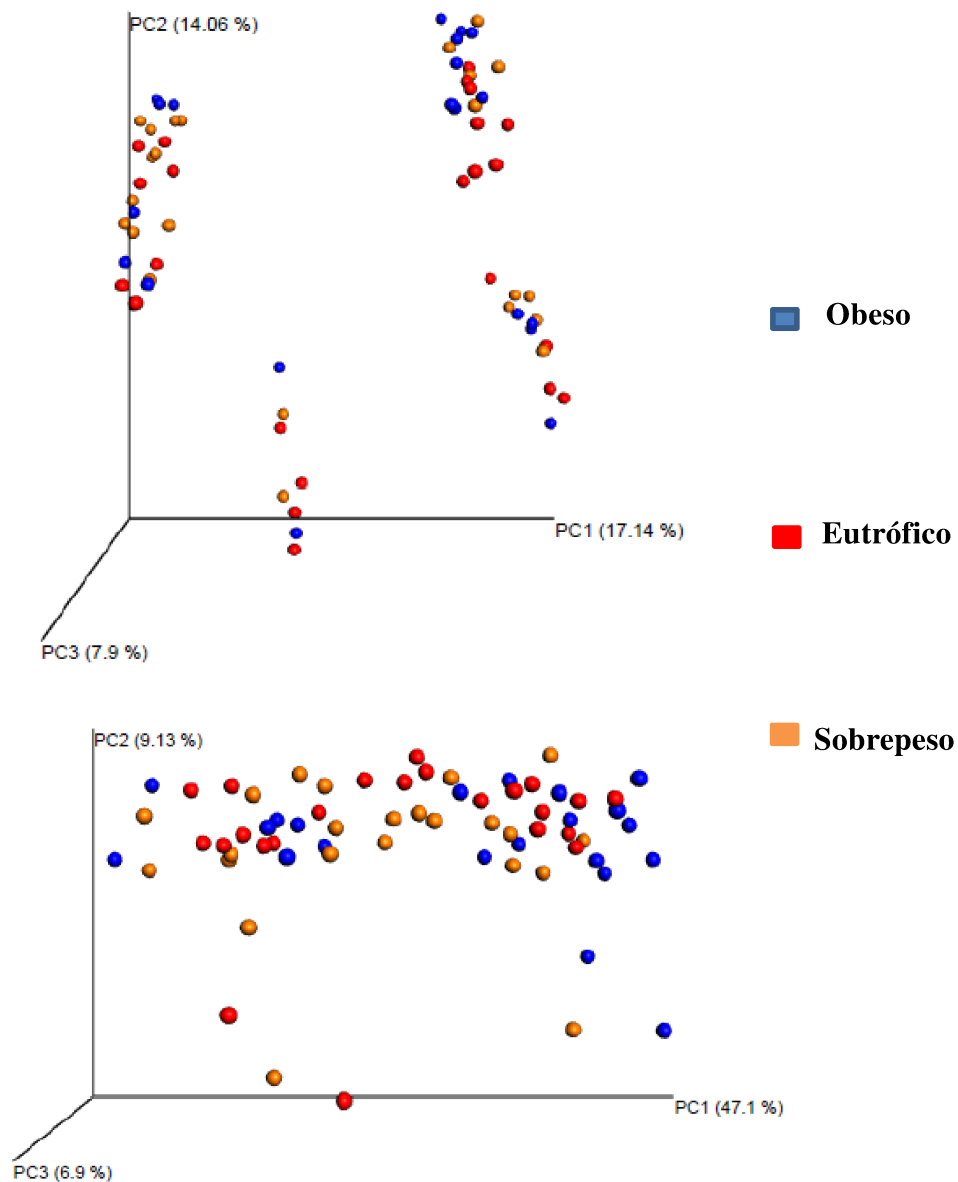 PC2 (14.06 %)
Obeso
PC1 (17.14 %)
Eutrófico
PC3 (7.9 %)
PC2 (9.13 %)
Sobrepeso
PC1 (47.1 %)
PC3 (6.9 %)